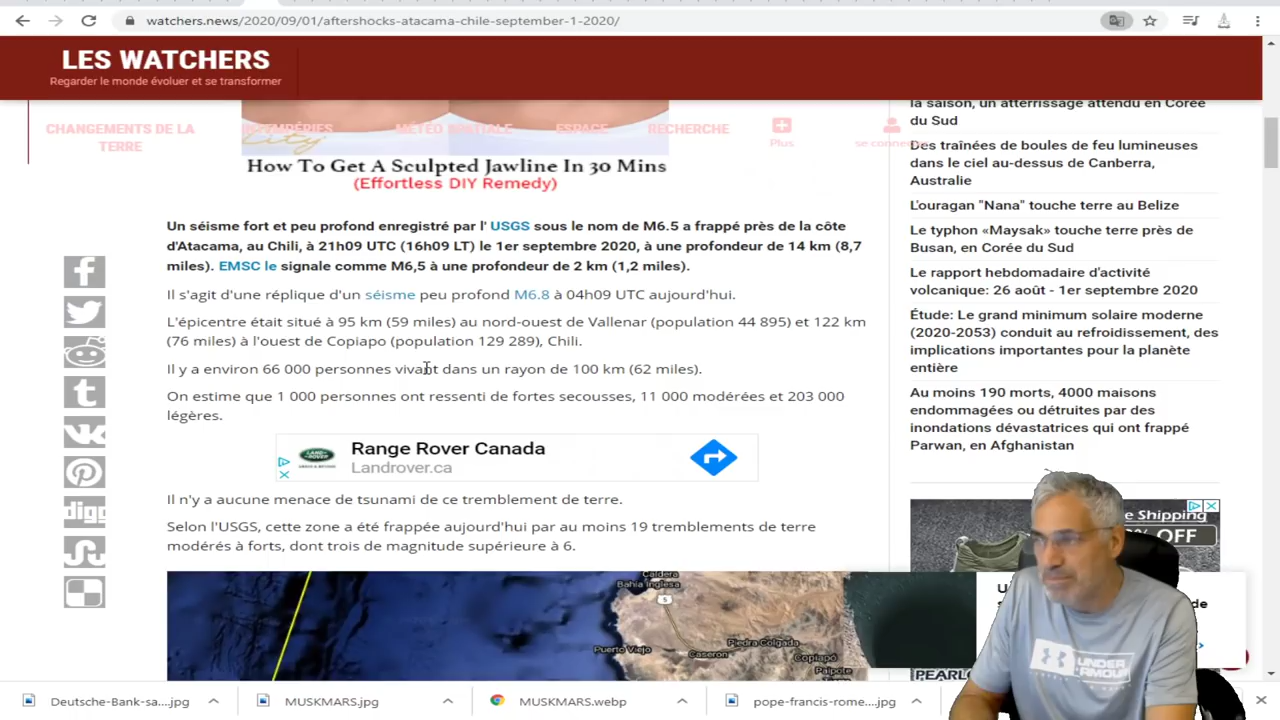 watchers.news/2020/09/01/aftershocks-atacama-chile-september-1-2020/
LES WATCHERS
Regarder le monde évoluer et se transformer
CHANGEMENTS DE LA
TERRE
INTEMPÉRIES
MÉTÉO SPATIALE
ESPACE
RECHERCHE
Plus
se connecter
City
How To Get A Sculpted Jawline In 30 Mins
(Effortless DIY Remedy)
Un séisme fort et peu profond enregistré par l' USGS sous le nom de M6.5 a frappé près de la côte
d'Atacama, au Chili, à 21h09 UTC (16h09 LT) le 1er septembre 2020, à une profondeur de 14 km (8,7
miles). EMSC le signale comme M6,5 à une profondeur de 2 km (1,2 miles).
Il s'agit d'une réplique d'un séisme peu profond M6.8 à 04h09 UTC aujourd'hui.
L'épicentre était situé à 95 km (59 miles) au nord-ouest de Vallenar (population 44 895) et 122 km
(76 miles) à l'ouest de Copiapo (population 129 289), Chili.
Il y a environ 66 000 personnes vivant dans un rayon de 100 km (62 miles).
On estime que 1 000 personnes ont ressenti de fortes secousses, 11 000 modérées et 203 000
légères.
Range Rover Canada
Landrover.ca
Il n'y a aucune menace de tsunami de ce tremblement de terre.
Selon l'USGS, cette zone a été frappée aujourd'hui par au moins 19 tremblements de terre
modérés à forts, dont trois de magnitude supérieure à 6.
Caldera
Bahia Inglesa
5
Puerto Viejo
Piedra Colgada
Caserron
Copiapó
Paipote
Tierra
la saison, un atterrissage attendu en Corée
du Sud
Des traînées de boules de feu lumineuses
dans le ciel au-dessus de Canberra,
Australie
L'ouragan "Nana" touche terre au Belize
Le typhon «Maysak» touche terre près de
Busan, en Corée du Sud
Le rapport hebdomadaire d'activité
volcanique: 26 août - 1er septembre 2020
Étude: Le grand minimum solaire moderne
(2020-2053) conduit au refroidissement, des
implications importantes pour la planète
entière
Au moins 190 morts, 4000 maisons
endommagées ou détruites par des
inondations dévastatrices qui ont frappé
Parwan, en Afghanistan
e Shipping
OFF
de
PEARL
UNDER
ARMOUR
digg
Deutsche-Bank-sa....jpg
MUSKMARS.jpg
MUSKMARS.webp
pope-francis-rome....jpg